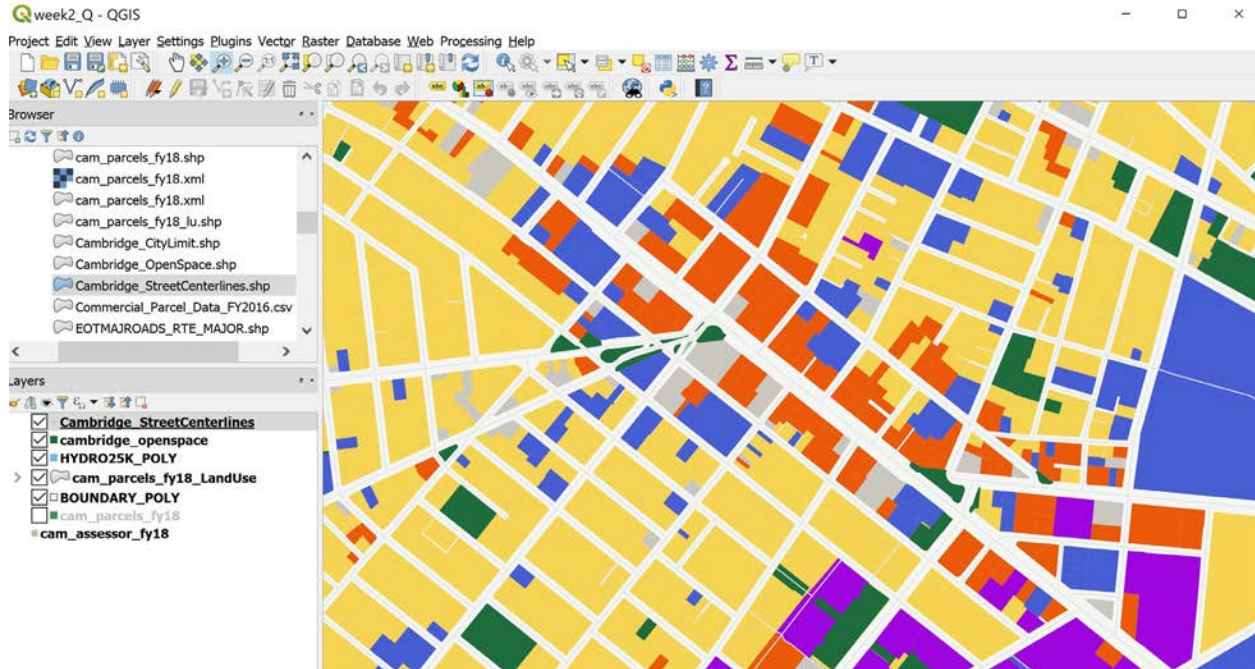 week2_Q - QGIS
Project Edit View Layer Settings Plugins Vector Raster Database Web Processing Help
Browser
cam_parcels_fy18.shp
cam_parcels_fy18.xml
cam_parcels_fy18.xml
cam_parcels_fy18_lu.shp
Cambridge_CityLimit.shp
Cambridge_OpenSpace.shp
Cambridge_StreetCenterlines.shp
Commercial_Parcel_Data_FY2016.csv
EOTMAJROADS_RTE_MAJOR.shp
Layers
Cambridge_StreetCenterlines
cambridge_openspace
HYDRO25K_POLY
cam_parcels_fy18_LandUse
BOUNDARY_POLY
cam_parcels_fy18
cam_assessor_fy18